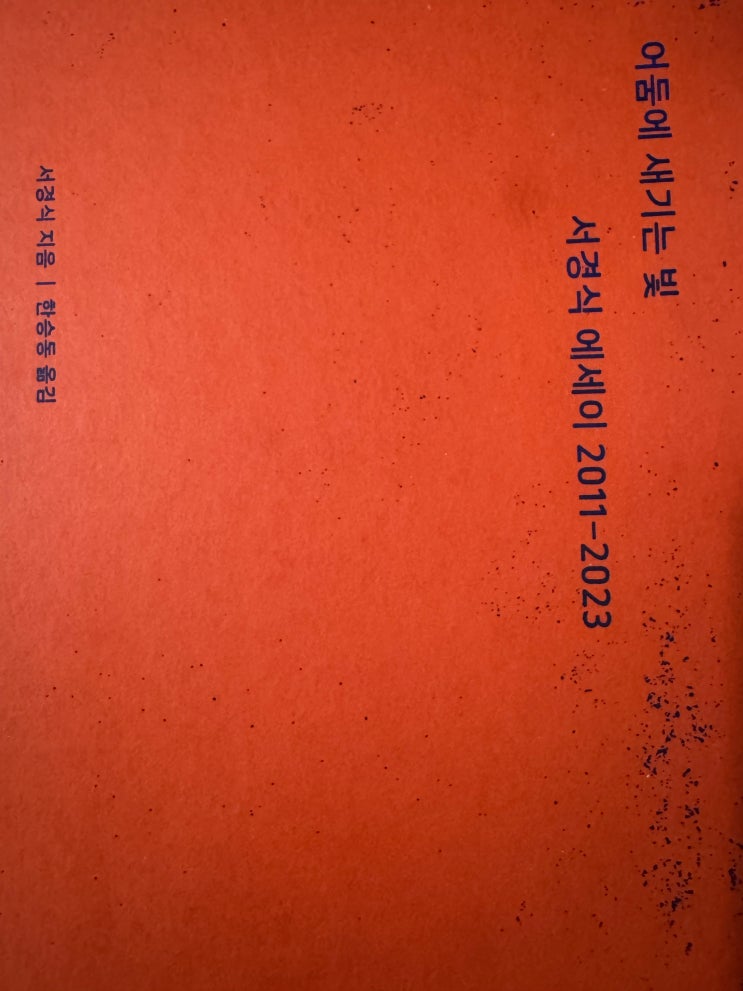 어둠에 새기는 빛
서경식 에세이 2011–2023
서경식 지음 | 한승동 옮김